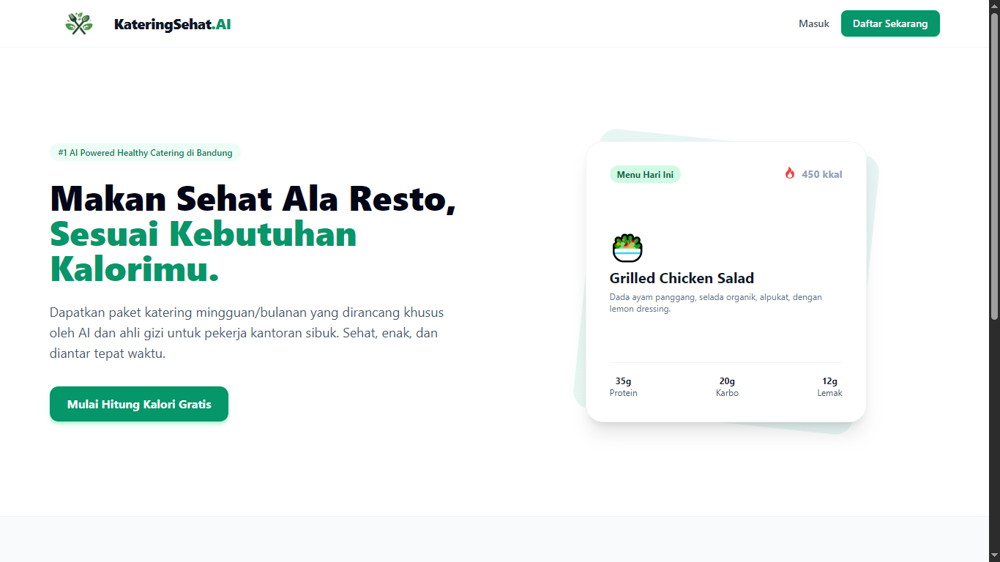 KateringSehat.AI
Masuk
Daftar Sekarang
#1 AI Powered Healthy Catering di Bandung
Makan Sehat Ala Resto,
Sesuai Kebutuhan
Kalorimu.
Dapatkan paket katering mingguan/bulanan yang dirancang khusus
oleh AI dan ahli gizi untuk pekerja kantoran sibuk. Sehat, enak, dan
diantar tepat waktu.
Mulai Hitung Kalori Gratis
Menu Hari Ini
450 kkal
Grilled Chicken Salad
Dada ayam panggang, selada organik, alpukat, dengan
lemon dressing.
35g
Protein
20g
Karbo
12g
Lemak